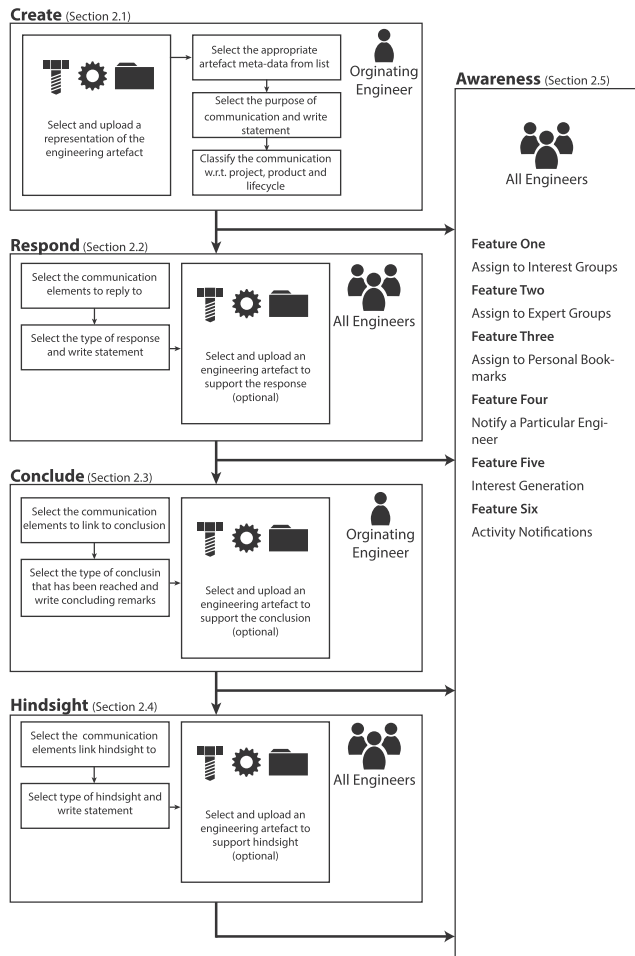 Create (Section 2.1)
Select and upload a
representation of the
engineering artefact
Select the appropriate
artefact meta-data from list
Select the purpose of
communication and write
statement
Classify the communication
w.r.t. project, product and
lifecycle
Orginating
Engineer
Respond (Section 2.2)
Select the communication
elements to reply to
Select the type of response
and write statement
Select and upload an
engineering artefact to
support the response
(optional)
All Engineers
Conclude (Section 2.3)
Select the communication
elements to link to conclusion
Select the type of conclusin
that has been reached and
write concluding remarks
Select and upload an
engineering artefact to
support the conclusion
(optional)
Orginating
Engineer
Hindsight (Section 2.4)
Select the communication
elements link hindsight to
Select type of hindsight and
write statement
Select and upload an
engineering artefact to
support hindsight
(optional)
All Engineers
Awareness (Section 2.5)
All Engineers
Feature One
Assign to Interest Groups
Feature Two
Assign to Expert Groups
Feature Three
Assign to Personal Book-
marks
Feature Four
Notify a Particular Engi-
neer
Feature Five
Interest Generation
Feature Six
Activity Notifications